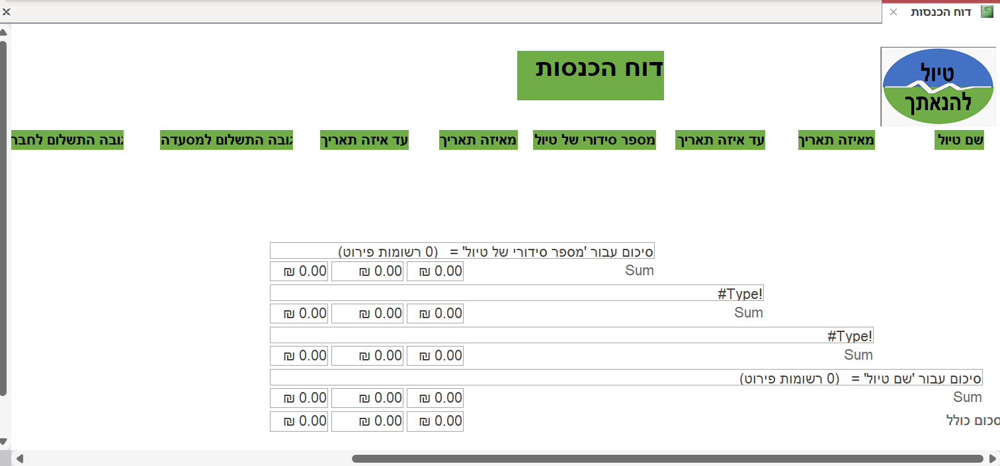 דוח הכנסות
טיול
להנאתך
דוח הכנסות
שם טיול מאיזה תאריך עד איזה תאריך מספר סידורי של טיול מאיזה תאריך עד איזה תאריך גובה התשלום למסעדה גובה התשלום לחבר
סיכום עבור 'מספר סידורי של טיול' = (0 רשומות פירוט)
Sum 0.00 ₪ 0.00 ₪ 0.00 ₪
#Type!
Sum 0.00 ₪ 0.00 ₪ 0.00 ₪
#Type!
Sum 0.00 ₪ 0.00 ₪ 0.00 ₪
סיכום עבור 'שם טיול' = (0 רשומות פירוט)
Sum 0.00 ₪ 0.00 ₪ 0.00 ₪
סכום כולל 0.00 ₪ 0.00 ₪ 0.00 ₪